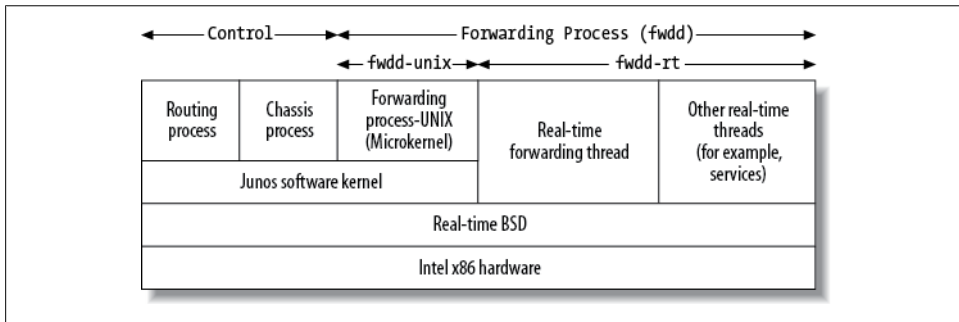 Control
Forwarding Process (fwdd)
fwdd-unix
fwdd-rt
Routing
process
Chassis
process
Forwarding
process-UNIX
(Microkernel)
Real-time
forwarding thread
Other real-time
threads
(for example,
services)
Junos software kernel
Real-time BSD
Intel x86 hardware